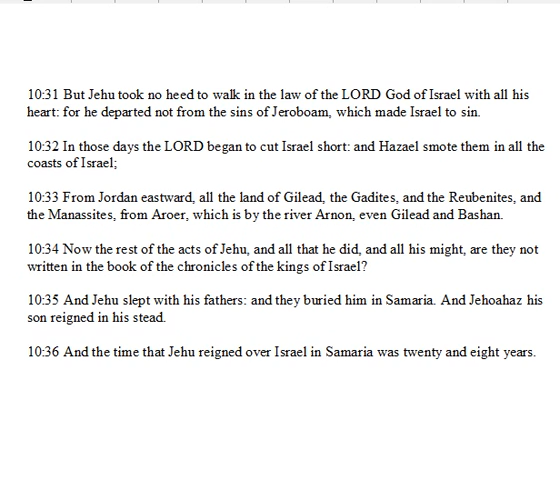 10:31 But Jehu took no heed to walk in the law of the LORD God of Israel with all his
heart: for he departed not from the sins of Jeroboam, which made Israel to sin.
10:32 In those days the LORD began to cut Israel short: and Hazael smote them in all the
coasts of Israel;
10:33 From Jordan eastward, all the land of Gilead, the Gadites, and the Reubenites, and
the Manassites, from Aroer, which is by the river Arnon, even Gilead and Bashan.
10:34 Now the rest of the acts of Jehu, and all that he did, and all his might, are they not
written in the book of the chronicles of the kings of Israel?
10:35 And Jehu slept with his fathers: and they buried him in Samaria. And Jehoahaz his
son reigned in his stead.
10:36 And the time that Jehu reigned over Israel in Samaria was twenty and eight years.